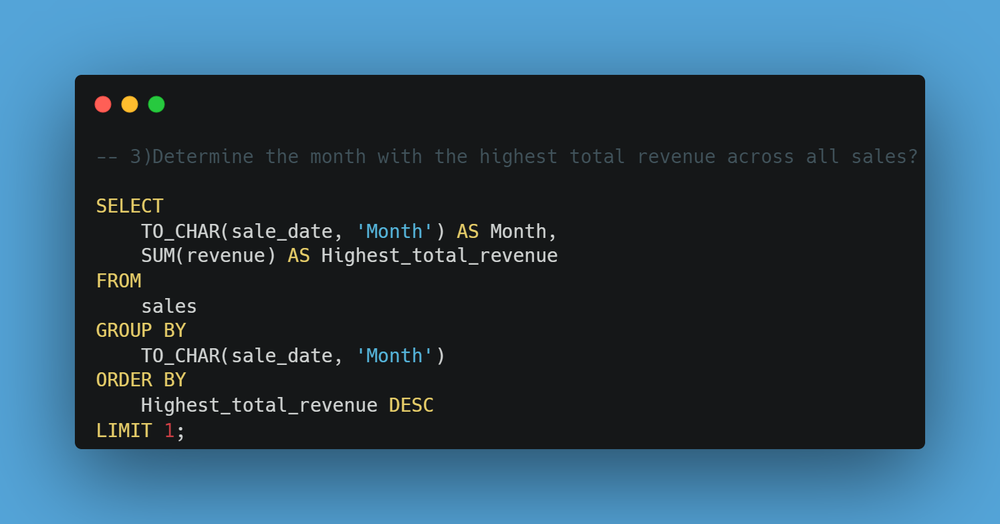 -- 3)Determine the month with the highest total revenue across all sales?
SELECT
    TO_CHAR(sale_date, 'Month') AS Month,
    SUM(revenue) AS Highest_total_revenue
FROM
    sales
GROUP BY
    TO_CHAR(sale_date, 'Month')
ORDER BY
    Highest_total_revenue DESC
LIMIT 1;